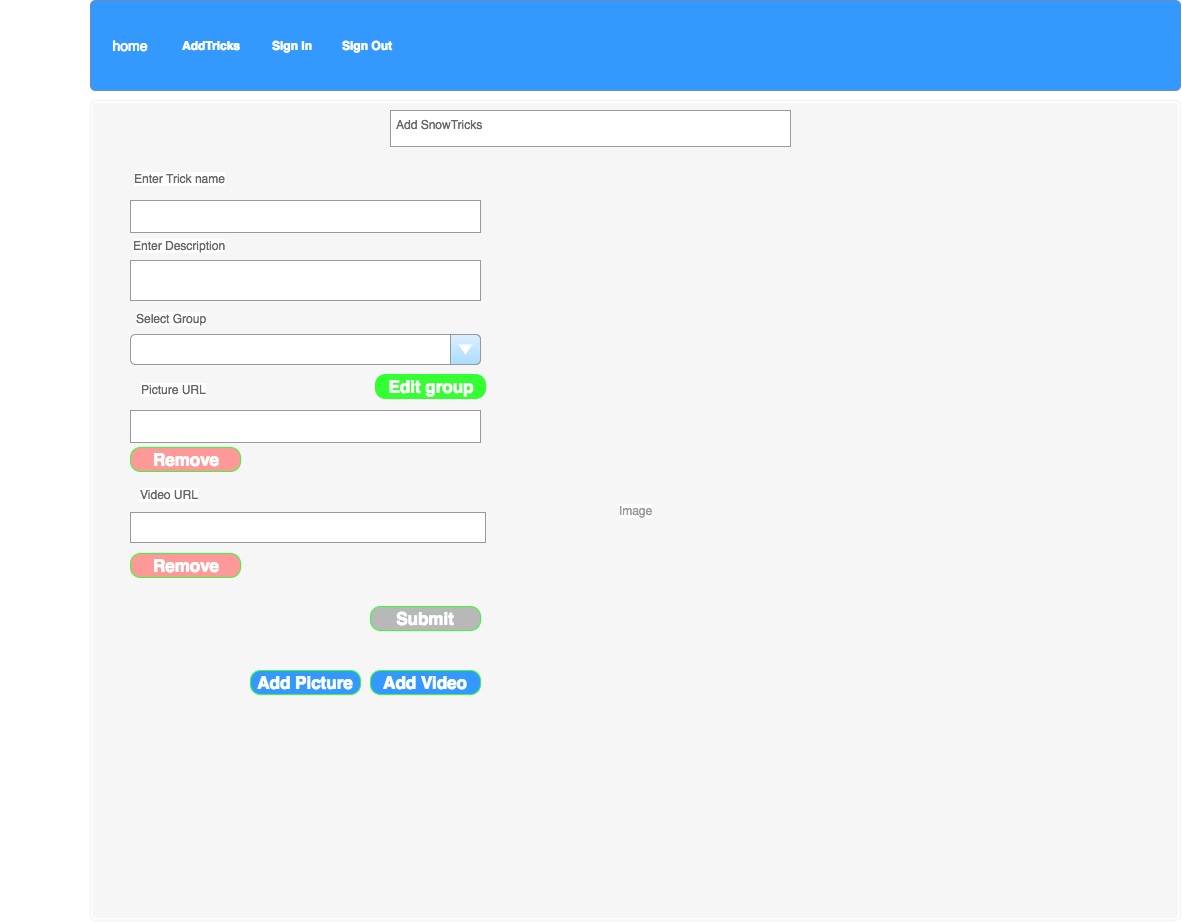 home AddTricks Sign in Sign Out
Add SnowTricks
Enter Trick name
Enter Description
Select Group
Edit group
Picture URL
Remove
Video URL
Image
Remove
Submit
Add Picture Add Video